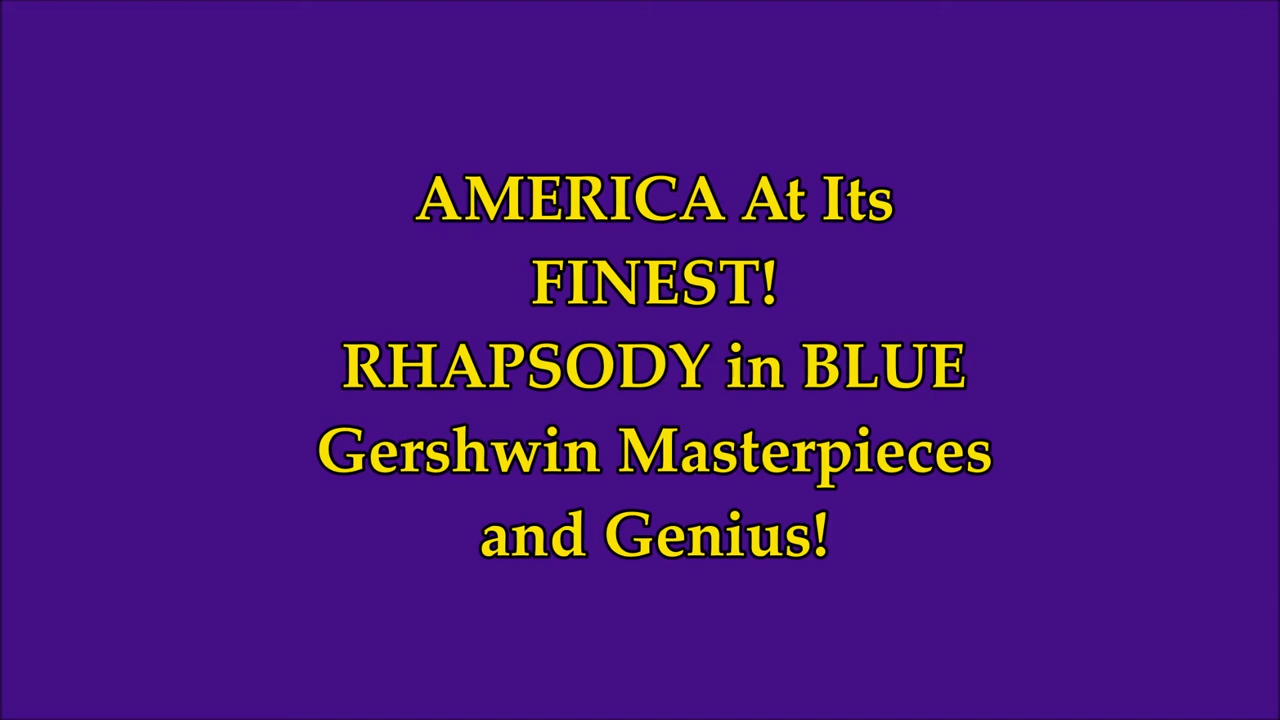 AMERICA At Its
FINEST!
RHAPSODY in BLUE
Gershwin Masterpieces
and Genius!